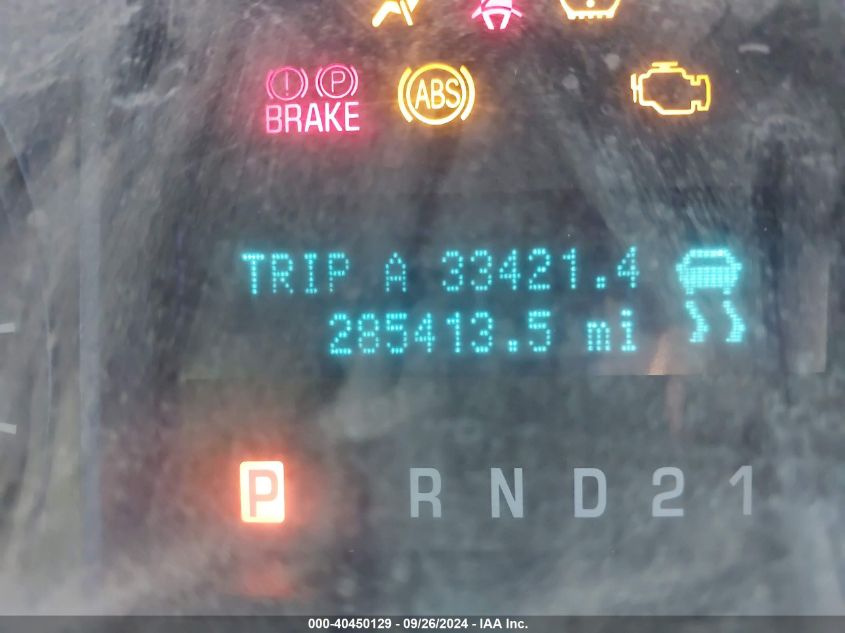 ! P
BRAKE
ABS
TRIP A 33421.4
285413.5 mi
P R N D 2 1
000-40450129 - 09/26/2024 - IAA Inc.